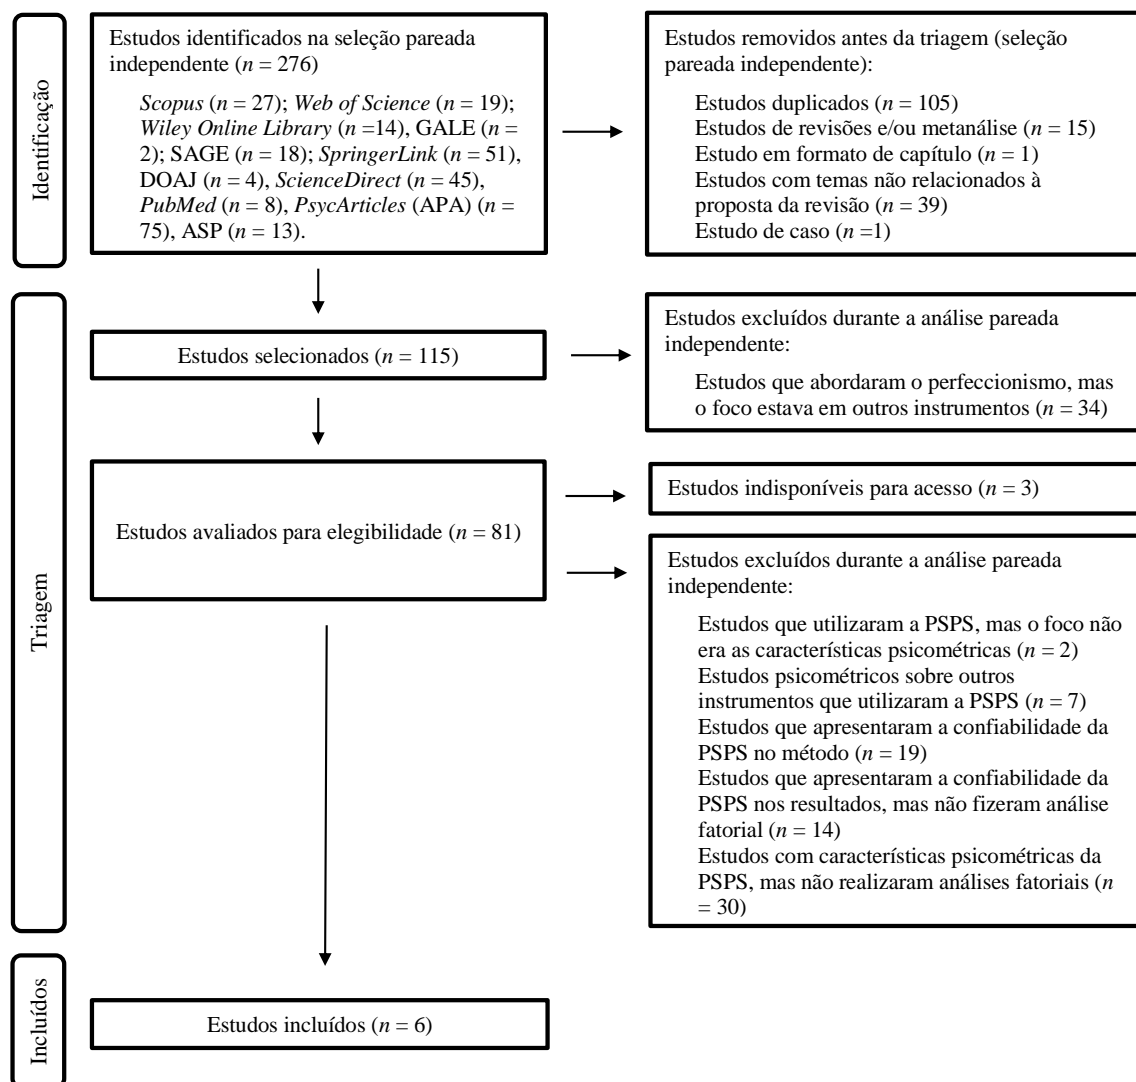 Identificação
Estudos identificados na seleção pareada
independente (n = 276)
Scopus (n = 27); Web of Science (n = 19);
Wiley Online Library (n =14), GALE (n =
2); SAGE (n = 18); SpringerLink (n = 51),
DOAJ (n = 4), ScienceDirect (n = 45),
PubMed (n = 8), PsycArticles (APA) (n =
75), ASP (n = 13).
Estudos removidos antes da triagem (seleção
pareada independente):
Estudos duplicados (n = 105)
Estudos de revisões e/ou metanálise (n = 15)
Estudo em formato de capítulo (n = 1)
Estudos com temas não relacionados à
proposta da revisão (n = 39)
Estudo de caso (n =1)
Triagem
Estudos selecionados (n = 115)
Estudos excluídos durante a análise pareada
independente:
Estudos que abordaram o perfeccionismo, mas
o foco estava em outros instrumentos (n = 34)
Estudos avaliados para elegibilidade (n = 81)
Estudos indisponíveis para acesso (n = 3)
Estudos excluídos durante a análise pareada
independente:
Estudos que utilizaram a PSPS, mas o foco não
era as características psicométricas (n = 2)
Estudos psicométricos sobre outros
instrumentos que utilizaram a PSPS (n = 7)
Estudos que apresentaram a confiabilidade da
PSPS no método (n = 19)
Estudos que apresentaram a confiabilidade da
PSPS nos resultados, mas não fizeram análise
fatorial (n = 14)
Estudos com características psicométricas da
PSPS, mas não realizaram análises fatoriais (n
= 30)
Incluídos
Estudos incluídos (n = 6)